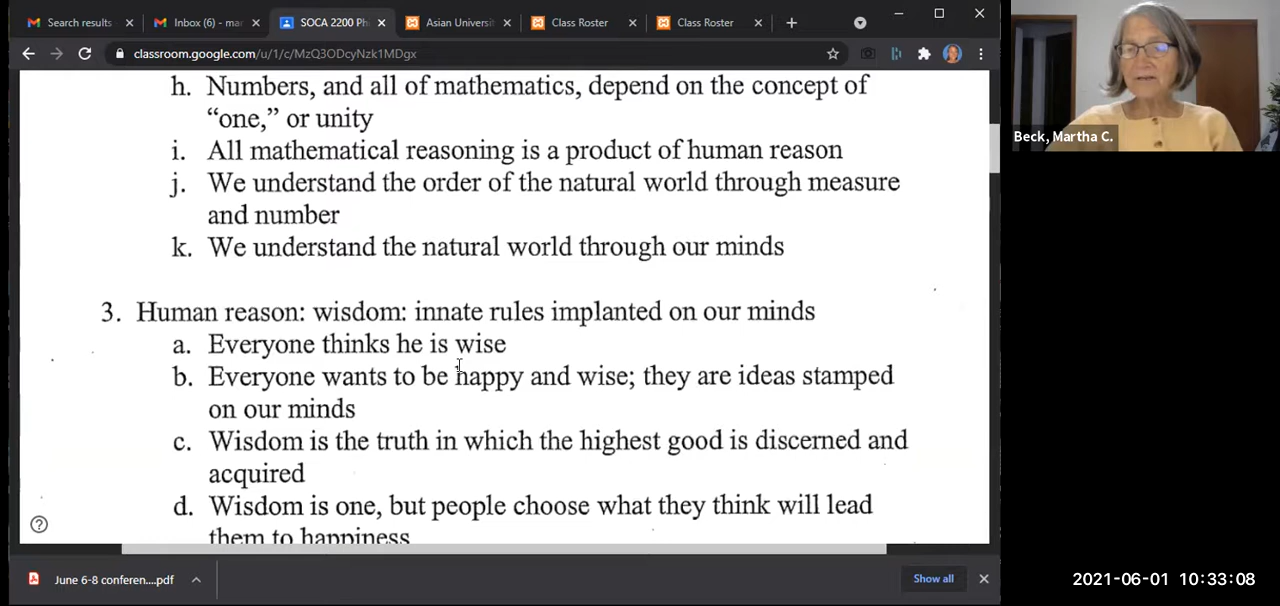 Search results
Inbox (6) - mar
SOCA 2200 Ph
Asian Universit
Class Roster
Class Roster
classroom.google.com/u/1/c/MzQ3ODcyNzk1MDgx
h. Numbers, and all of mathematics, depend on the concept of
“one,” or unity
i. All mathematical reasoning is a product of human reason
j. We understand the order of the natural world through measure
and number
k. We understand the natural world through our minds
3. Human reason: wisdom: innate rules implanted on our minds
a. Everyone thinks he is wise
b. Everyone wants to be happy and wise; they are ideas stamped
on our minds
c. Wisdom is the truth in which the highest good is discerned and
acquired
d. Wisdom is one, but people choose what they think will lead
them to happiness
June 6-8 conferen....pdf
Show all
Beck, Martha C.
2021-06-01 10:33:08